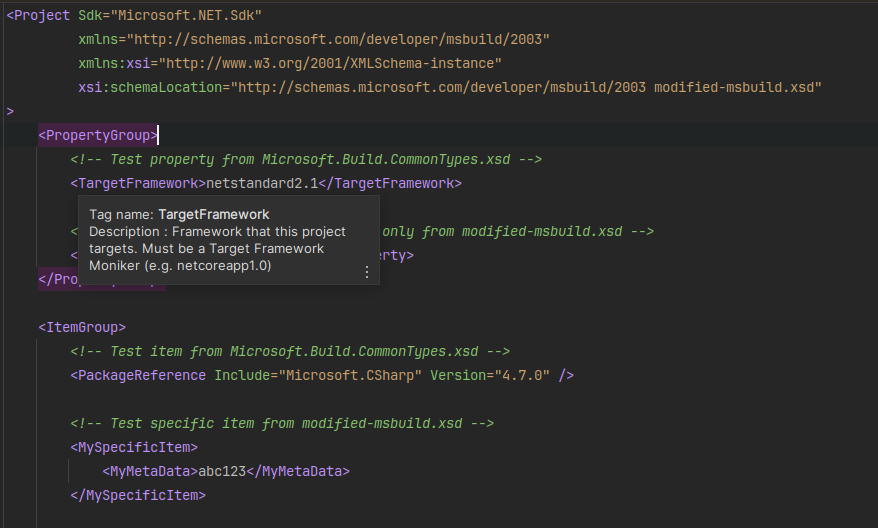 <Project Sdk="Microsoft.NET.Sdk"
xmlns="http://schemas.microsoft.com/developer/msbuild/2003"
xmlns:xsi="http://www.w3.org/2001/XMLSchema-instance"
xsi:schemaLocation="http://schemas.microsoft.com/developer/msbuild/2003 modified-msbuild.xsd"
>
<PropertyGroup>
<!-- Test property from Microsoft.Build.CommonTypes.xsd -->
<TargetFramework>netstandard2.1</TargetFramework>
Tag name: TargetFramework
Description : Framework that this project
targets. Must be a Target Framework
Moniker (e.g. netcoreapp1.0)
< only from modified-msbuild.xsd -->
< erty>
</Pro
<ItemGroup>
<!-- Test item from Microsoft.Build.CommonTypes.xsd -->
<PackageReference Include="Microsoft.CSharp" Version="4.7.0" />
<!-- Test specific item from modified-msbuild.xsd -->
<MySpecificItem>
<MyMetaData>abc123</MyMetaData>
</MySpecificItem>